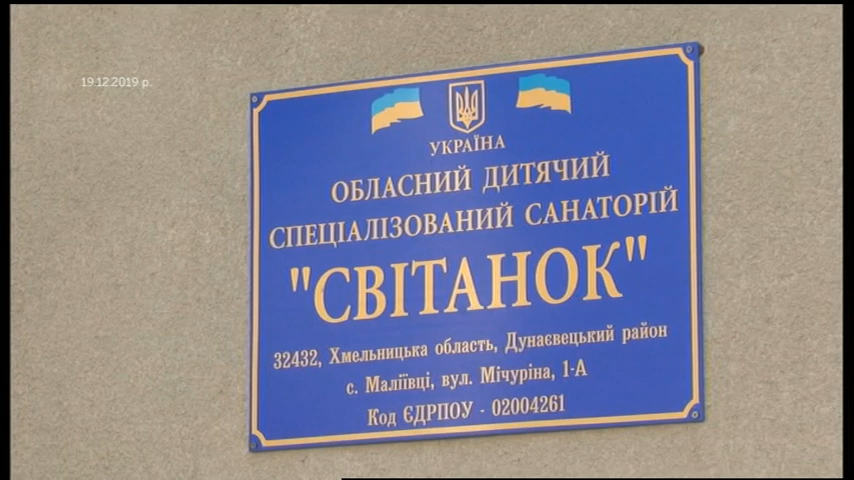 19.12.2019 р.
УКРАЇНА
ОБЛАСНИЙ ДИТЯЧИЙ
СПЕЦІАЛІЗОВАНИЙ САНАТОРІЙ
"СВІТАНОК"
32432, Хмельницька область, Дунаєвецький район
с. Маліївці, вул. Мічуріна, 1-А
Код ЄДРПОУ - 02004261